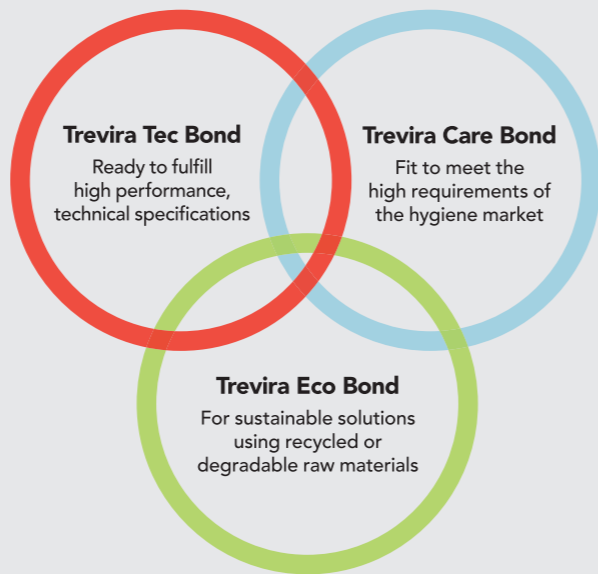 Trevira Tec Bond
Ready to fulfill
high performance,
technical specifications
Trevira Care Bond
Fit to meet the
high requirements of
the hygiene market
Trevira Eco Bond
For sustainable solutions
using recycled or
degradable raw materials